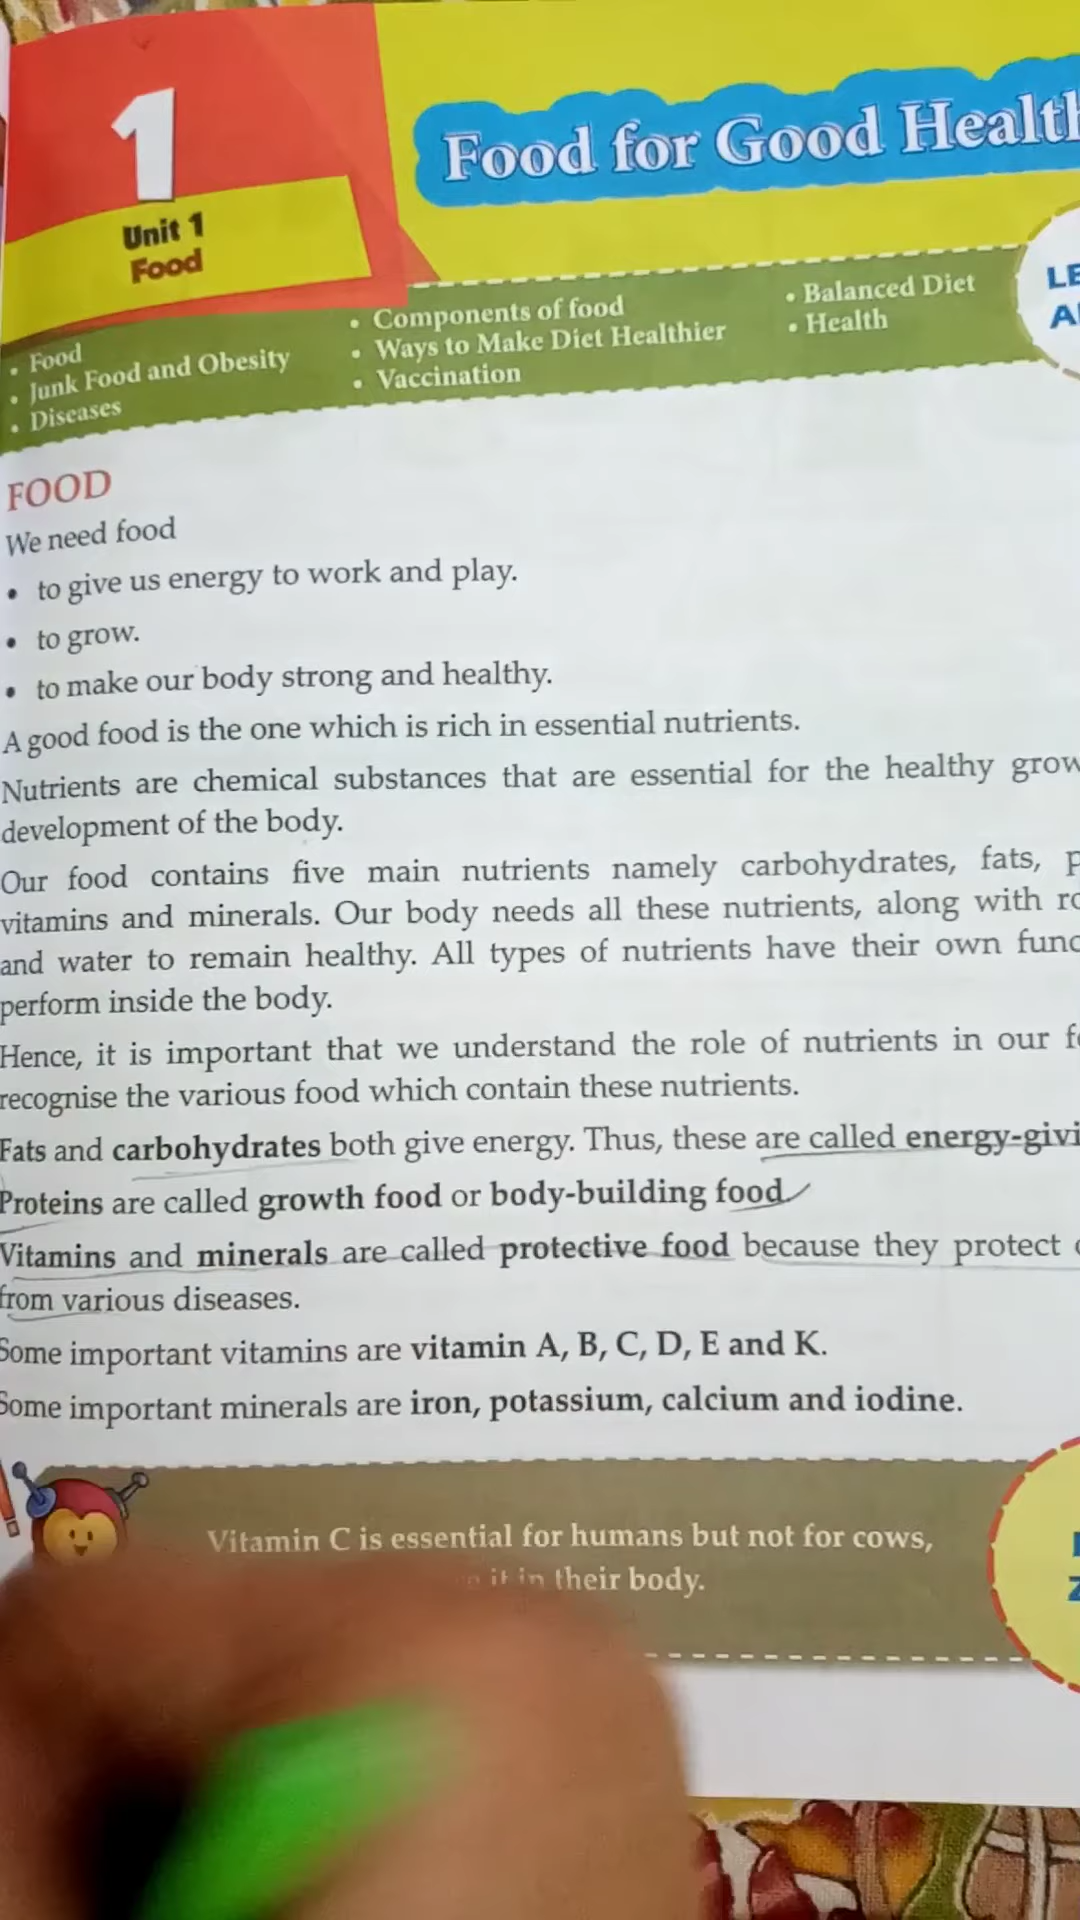 1
Unit 1
Food
Food for Good Healt
• Food
• Junk Food and Obesity
• Diseases
• Components of food
• Ways to Make Diet Healthier
• Vaccination
• Balanced Diet
• Health
LE
FOOD
We need food
• to give us energy to work and play.
• to grow.
• to make our body strong and healthy.
A good food is the one which is rich in essential nutrients.
Nutrients are chemical substances that are essential for the healthy grow
development of the body.
Our food contains five main nutrients namely carbohydrates, fats, p
vitamins and minerals. Our body needs all these nutrients, along with ro
and water to remain healthy. All types of nutrients have their own func
perform inside the body.
Hence, it is important that we understand the role of nutrients in our f
recognise the various food which contain these nutrients.
Fats and carbohydrates both give energy. Thus, these are called energy-givi
Proteins are called growth food or body-building food
Vitamins and minerals are called protective food because they protect
from various diseases.
Some important vitamins are vitamin A, B, C, D, E and K.
Some important minerals are iron, potassium, calcium and iodine.
Vitamin C is essential for humans but not for cows,
it in their body.